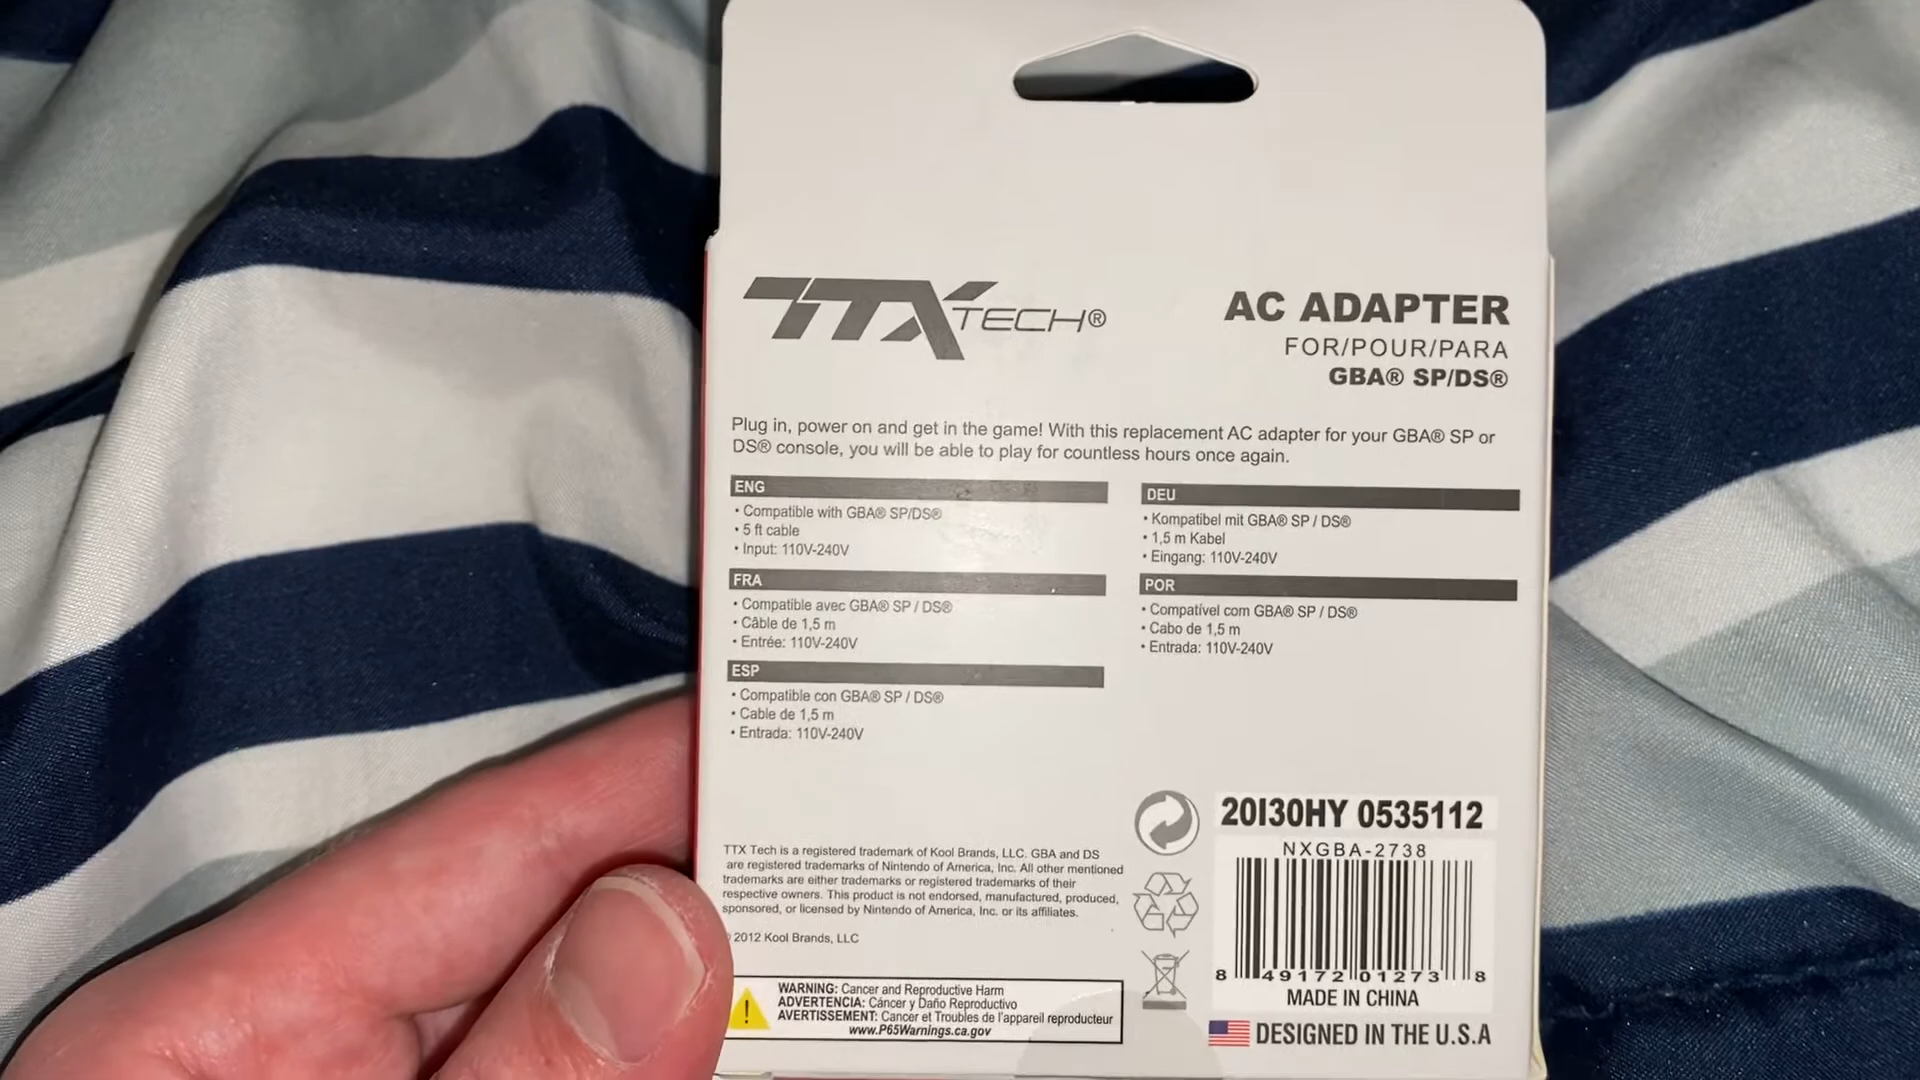 TTX TECH®
AC ADAPTER
FOR/POUR/PARA
GBA® SP/DS®
Plug in, power on and get in the game! With this replacement AC adapter for your GBA® SP or
DS® console, you will be able to play for countless hours once again.
ENG
• Compatible with GBA® SP/DS®
• 5 ft cable
• Input: 110V-240V
FRA
• Compatible avec GBA® SP / DS®
• Câble de 1,5 m
• Entrée: 110V-240V
ESP
• Compatible con GBA® SP / DS®
• Cable de 1,5 m
• Entrada: 110V-240V
DEU
• Kompatibel mit GBA® SP / DS®
• 1,5 m Kabel
• Eingang: 110V-240V
POR
• Compatível com GBA® SP / DS®
• Cabo de 1,5 m
• Entrada: 110V-240V
TTX Tech is a registered trademark of Kool Brands, LLC. GBA and DS
are registered trademarks of Nintendo of America, Inc. All other mentioned
trademarks are either trademarks or registered trademarks of their
respective owners. This product is not endorsed, manufactured, produced,
sponsored, or licensed by Nintendo of America, Inc. or its affiliates.
© 2012 Kool Brands, LLC
WARNING: Cancer and Reproductive Harm
ADVERTENCIA: Cáncer y Daño Reproductivo
AVERTISSEMENT: Cancer et Troubles de l'appareil reproducteur
www.P65Warnings.ca.gov
20I30HY 0535112
NXGBA-2738
8 49172 01273 8
MADE IN CHINA
DESIGNED IN THE U.S.A